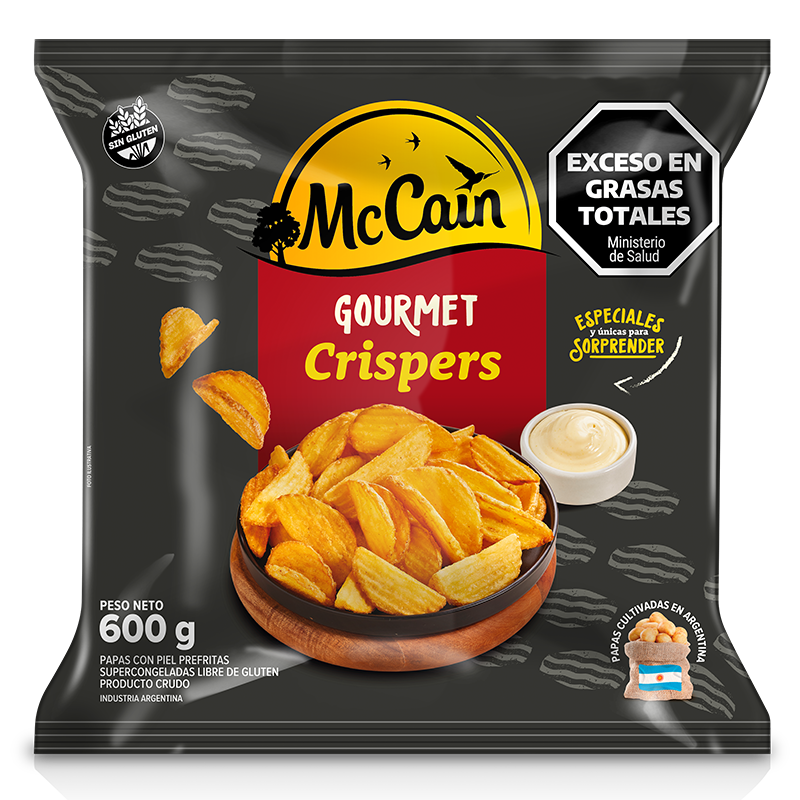 SIN GLUTEN
McCain
EXCESO EN
GRASAS
TOTALES
Ministerio
de Salud
GOURMET
Crispers
ESPECIALES
y únicas para
SORPRENDER
FOTO ILUSTRATIVA
PESO NETO
600 g
PAPAS CON PIEL PREFRITAS
SUPERCONGELADAS LIBRE DE GLUTEN
PRODUCTO CRUDO
INDUSTRIA ARGENTINA
PAPAS CULTIVADAS EN ARGENTINA